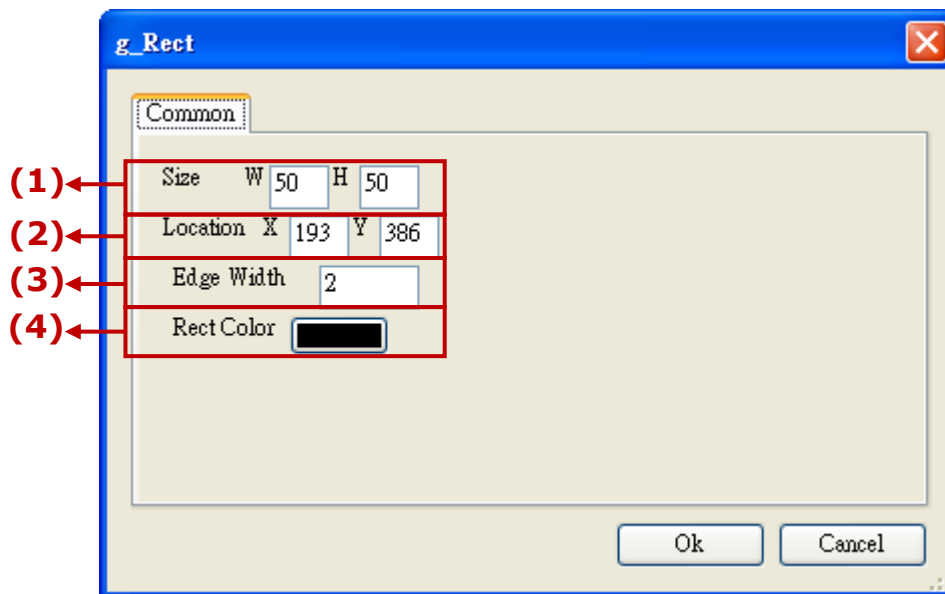 g_Rect
Common
(1) Size W 50 H 50
(2) Location X 193 Y 386
(3) Edge Width 2
(4) Rect Color
Ok Cancel